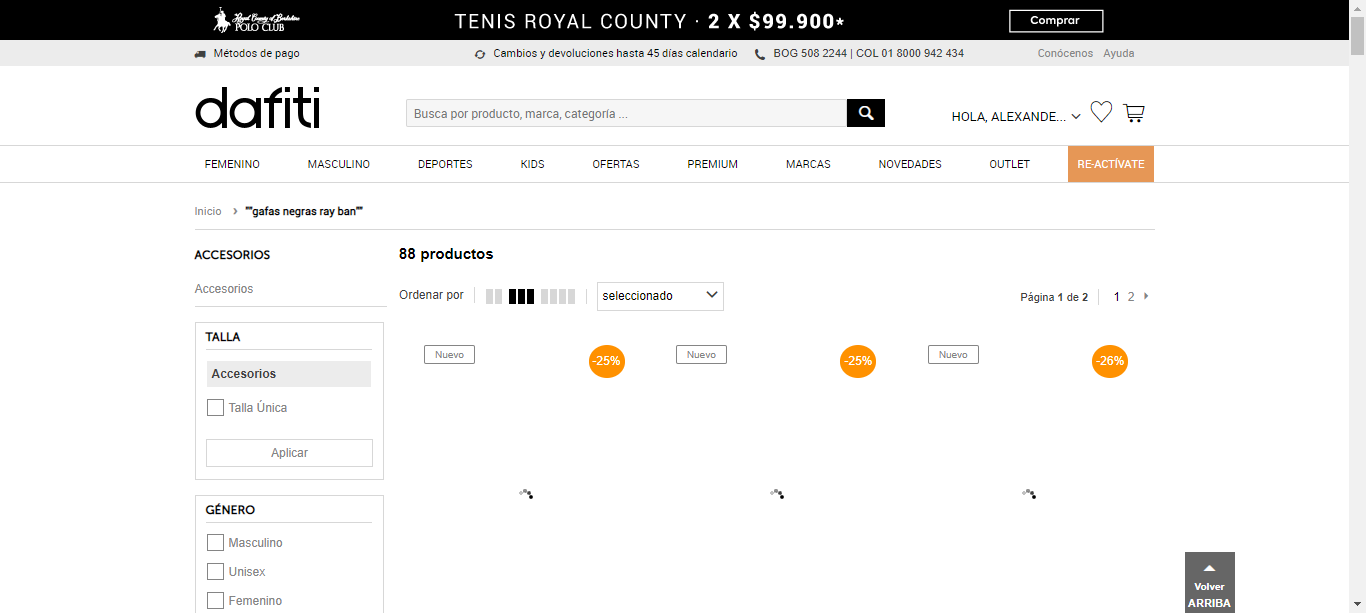 Royal County of Berkshire
POLO CLUB
TENIS ROYAL COUNTY · 2 X $99.900*
Comprar
Métodos de pago
Cambios y devoluciones hasta 45 días calendario
BOG 508 2244 | COL 01 8000 942 434
Conócenos Ayuda
dafiti
Busca por producto, marca, categoría ...
HOLA, ALEXANDE...
FEMENINO MASCULINO DEPORTES KIDS OFERTAS PREMIUM MARCAS NOVEDADES OUTLET RE-ACTÍVATE
Inicio > ""gafas negras ray ban""
ACCESORIOS
Accesorios
88 productos
Ordenar por
seleccionado
Página 1 de 2
1 2
TALLA
Accesorios
Talla Única
Aplicar
GÉNERO
Masculino
Unisex
Femenino
Nuevo -25% Nuevo -25% Nuevo -26%
Volver
ARRIBA